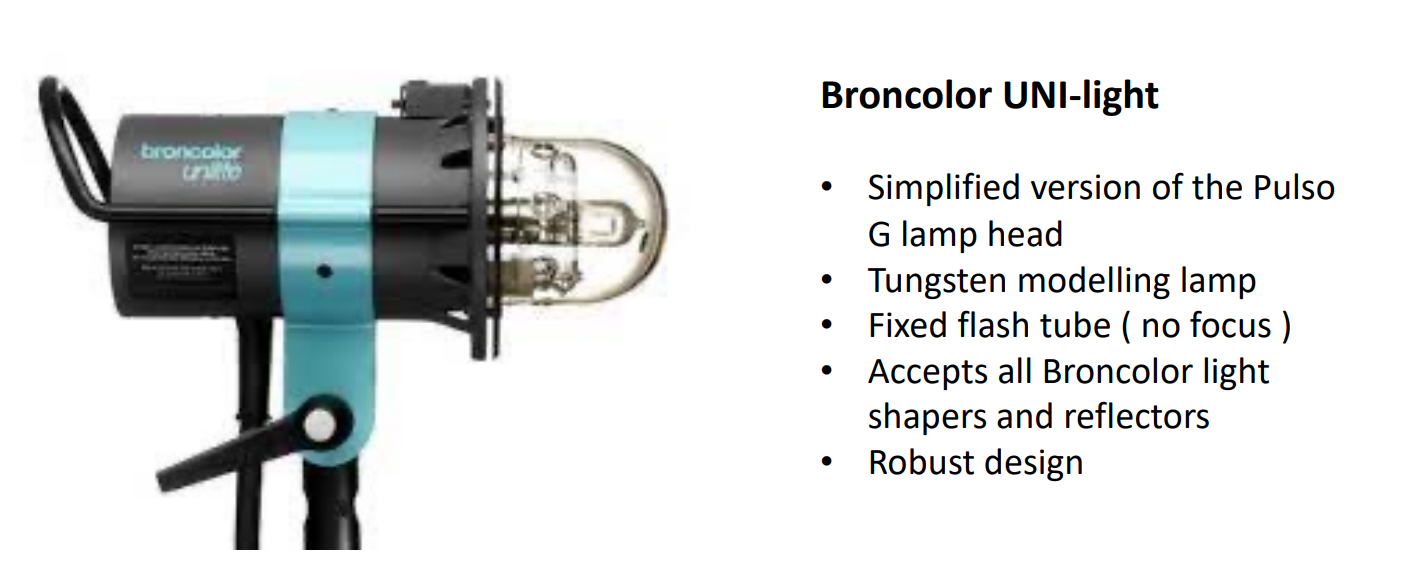 broncolor
unilite
Broncolor UNI-light
• Simplified version of the Pulso
G lamp head
• Tungsten modelling lamp
• Fixed flash tube ( no focus )
• Accepts all Broncolor light
shapers and reflectors
• Robust design